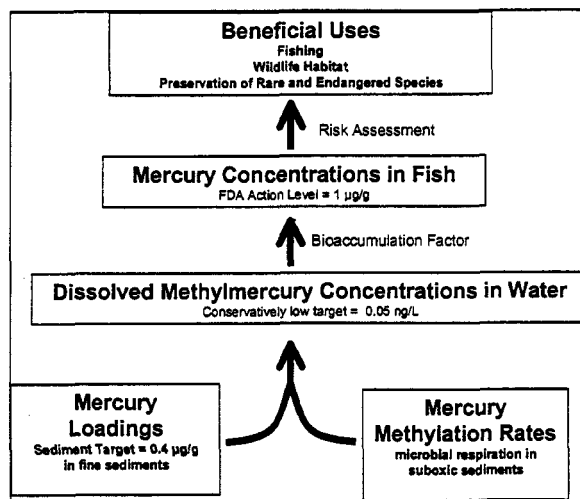 Beneficial Uses
Fishing
Wildlife Habitat
Preservation of Rare and Endangered Species
Risk Assessment
Mercury Concentrations in Fish
FDA Action Level = 1 µg/g
Bioaccumulation Factor
Dissolved Methylmercury Concentrations in Water
Conservatively low target = 0.05 ng/L
Mercury
Loadings
Sediment Target = 0.4 µg/g
in fine sediments
Mercury
Methylation Rates
microbial respiration in
suboxic sediments